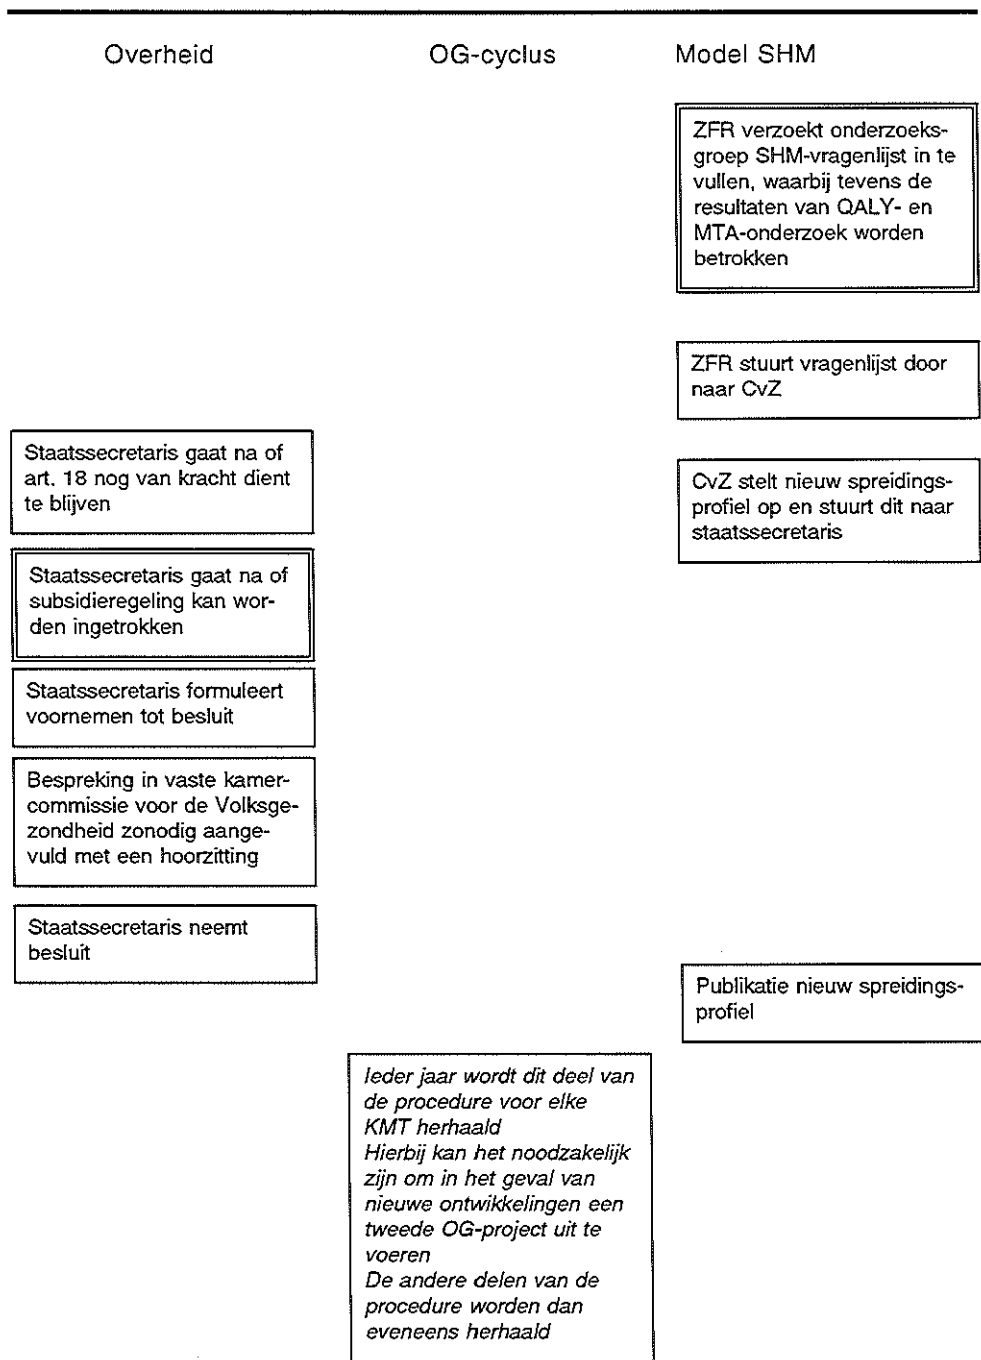 Overheid OG-cyclus Model SHM
ZFR verzoekt onderzoeks-
groep SHM-vragenlijst in te
vullen, waarbij tevens de
resultaten van QALY- en
MTA-onderzoek worden
betrokken
ZFR stuurt vragenlijst door
naar CvZ
Staatssecretaris gaat na of
art. 18 nog van kracht dient
te blijven
CvZ stelt nieuw spreidings-
profiel op en stuurt dit naar
staatssecretaris
Staatssecretaris gaat na of
subsidieregeling kan wor-
den ingetrokken
Staatssecretaris formuleert
voornemen tot besluit
Bespreking in vaste kamer-
commissie voor de Volksge-
zondheid zonodig aange-
vuld met een hoorzitting
Staatssecretaris neemt
besluit
Publikatie nieuw spreidings-
profiel
Ieder jaar wordt dit deel van
de procedure voor elke
KMT herhaald
Hierbij kan het noodzakelijk
zijn om in het geval van
nieuwe ontwikkelingen een
tweede OG-project uit te
voeren
De andere delen van de
procedure worden dan
eveneens herhaald